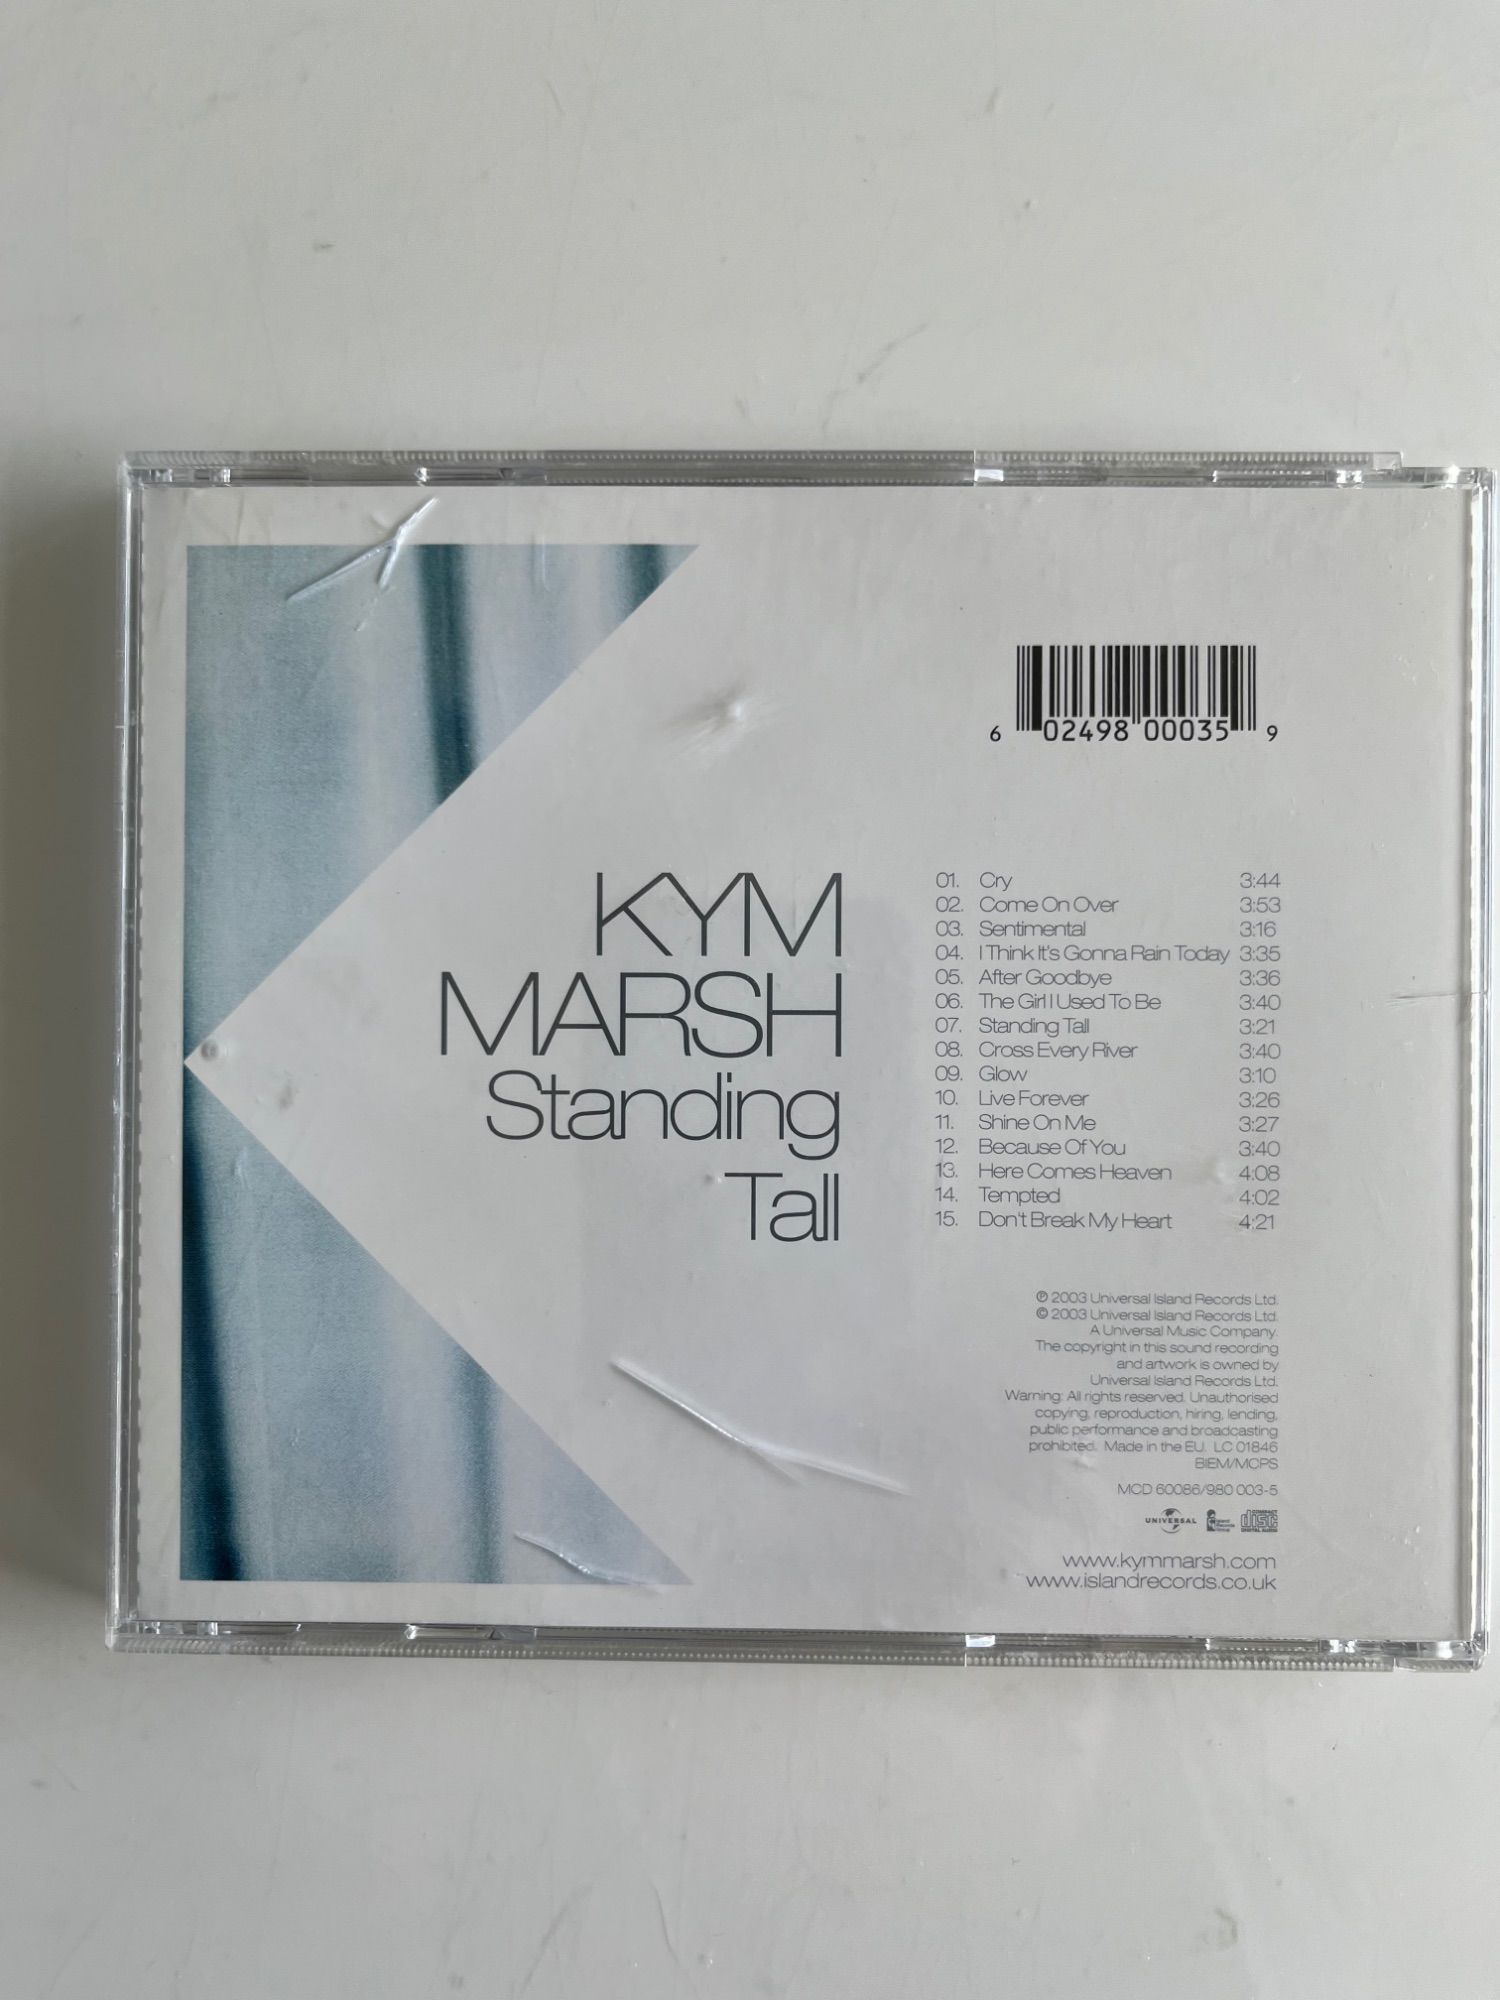 6 02498 00035 9
KYM
MARSH
Standing
Tall
01. Cry 3:44
02. Come On Over 3:53
03. Sentimental 3:16
04. I Think It's Gonna Rain Today 3:35
05. After Goodbye 3:36
06. The Girl I Used To Be 3:40
07. Standing Tall 3:21
08. Cross Every River 3:40
09. Glow 3:10
10. Live Forever 3:26
11. Shine On Me 3:27
12. Because Of You 3:40
13. Here Comes Heaven 4:08
14. Tempted 4:02
15. Don't Break My Heart 4:21
℗ 2003 Universal Island Records Ltd.
© 2003 Universal Island Records Ltd.
A Universal Music Company.
The copyright in this sound recording
and artwork is owned by
Universal Island Records Ltd.
Warning: All rights reserved. Unauthorised
copying, reproduction, hiring, lending,
public performance and broadcasting
prohibited. Made in the EU. LC 01846
BIEM/MCPS
MCD 60086/980 003-5
UNIVERSAL
Island Records Group
COMPACT disc DIGITAL AUDIO
www.kymmarsh.com
www.islandrecords.co.uk